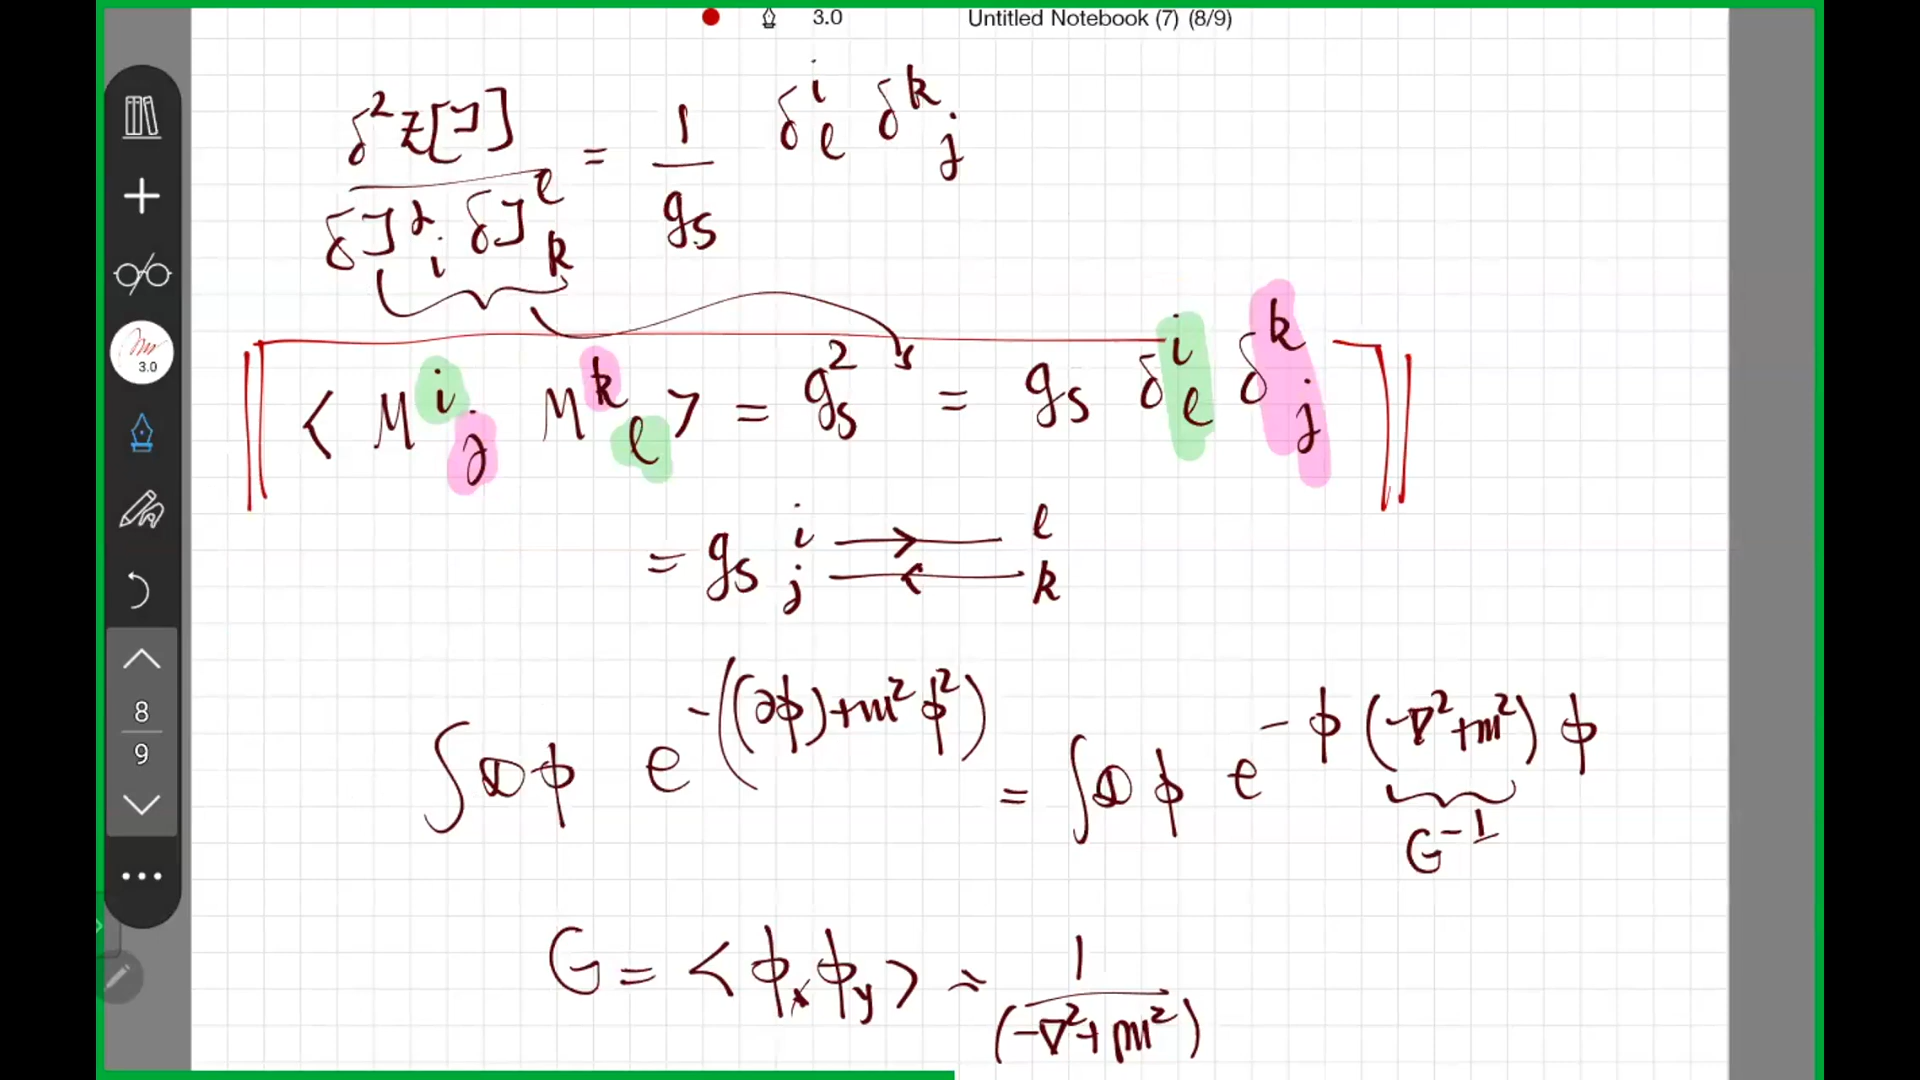 3.0 Untitled Notebook (7) (8/9)
δ²Z[J] / δJ^j_i δJ^l_k = 1/g_s δ^i_l δ^k_j
3.0
⟨ M^i_j M^k_l ⟩ = g_s² = g_s δ^i_l δ^k_j
= g_s i → l
j ← k
∫ 𝒟φ e^{-((∂φ)+m²φ²)} = ∫ 𝒟φ e^{-φ(-∇²+m²)φ}
G^{-1}
8
9
G = ⟨φ_x φ_y⟩ ≈ 1/(-∇²+m²)